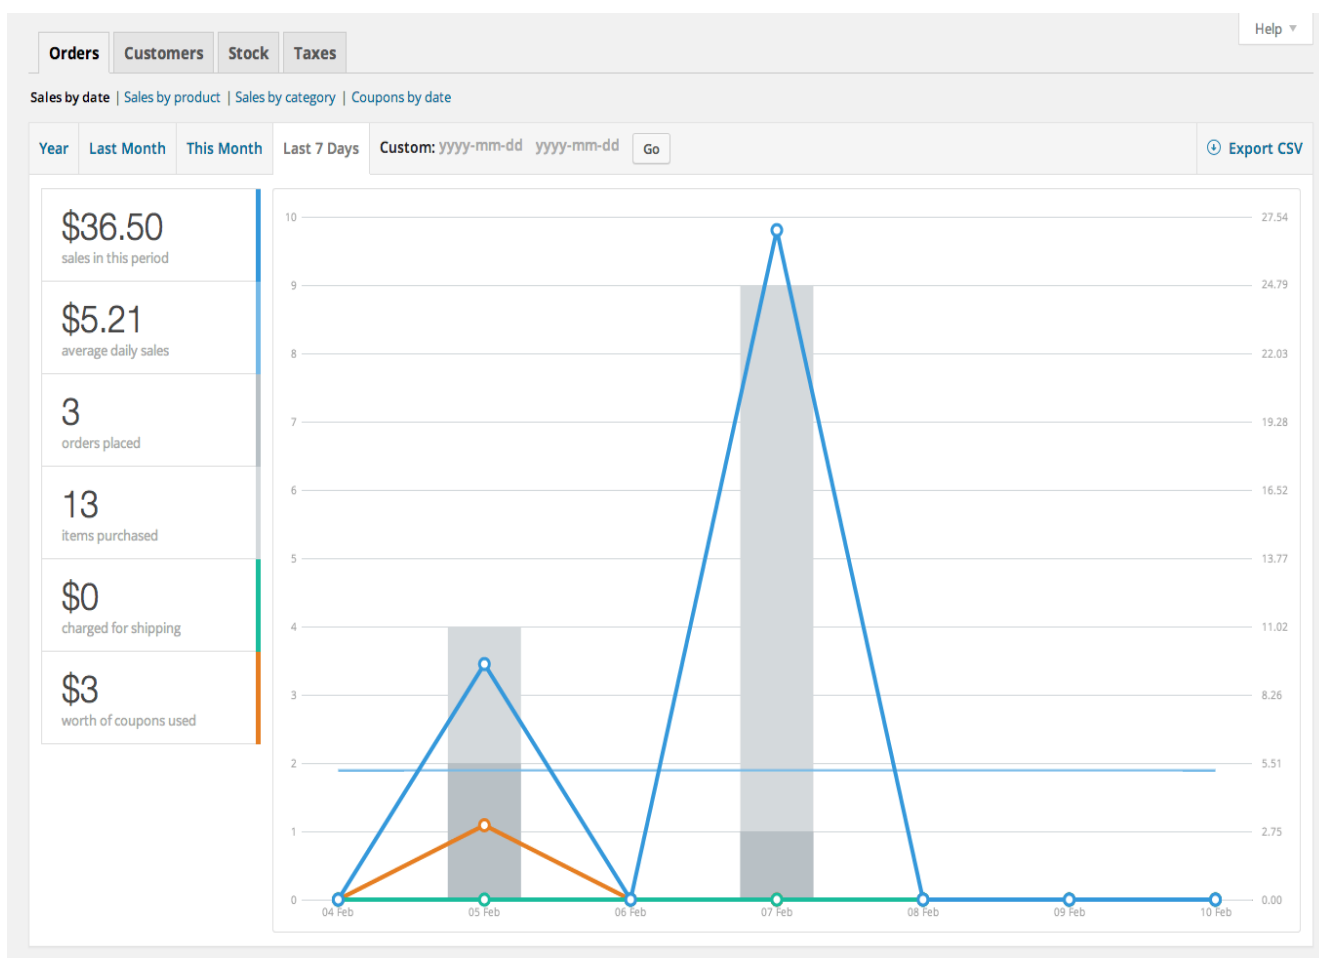 Help
Orders Customers Stock Taxes
Sales by date | Sales by product | Sales by category | Coupons by date
Year Last Month This Month Last 7 Days Custom: yyyy-mm-dd yyyy-mm-dd Go Export CSV
$36.50
sales in this period
$5.21
average daily sales
3
orders placed
13
items purchased
$0
charged for shipping
$3
worth of coupons used
10 27.54
9 24.79
8 22.03
7 19.28
6 16.52
5 13.77
4 11.02
3 8.26
2 5.51
1 2.75
0 0.00
04 Feb 05 Feb 06 Feb 07 Feb 08 Feb 09 Feb 10 Feb